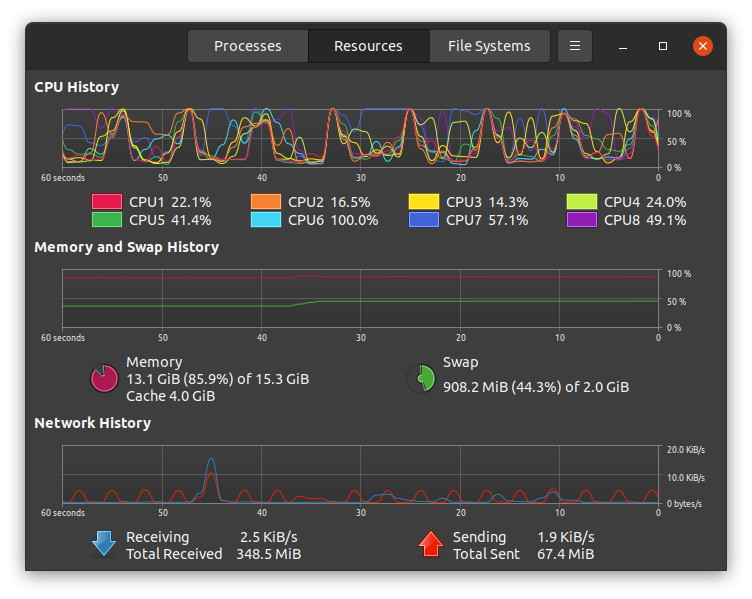 Processes Resources File Systems
CPU History
100 %
50 %
0 %
60 seconds 50 40 30 20 10 0
CPU1 22.1% CPU2 16.5% CPU3 14.3% CPU4 24.0%
CPU5 41.4% CPU6 100.0% CPU7 57.1% CPU8 49.1%
Memory and Swap History
100 %
50 %
0 %
60 seconds 50 40 30 20 10 0
Memory
13.1 GiB (85.9%) of 15.3 GiB
Cache 4.0 GiB
Swap
908.2 MiB (44.3%) of 2.0 GiB
Network History
20.0 KiB/s
10.0 KiB/s
0 bytes/s
60 seconds 50 40 30 20 10 0
Receiving 2.5 KiB/s
Total Received 348.5 MiB
Sending 1.9 KiB/s
Total Sent 67.4 MiB